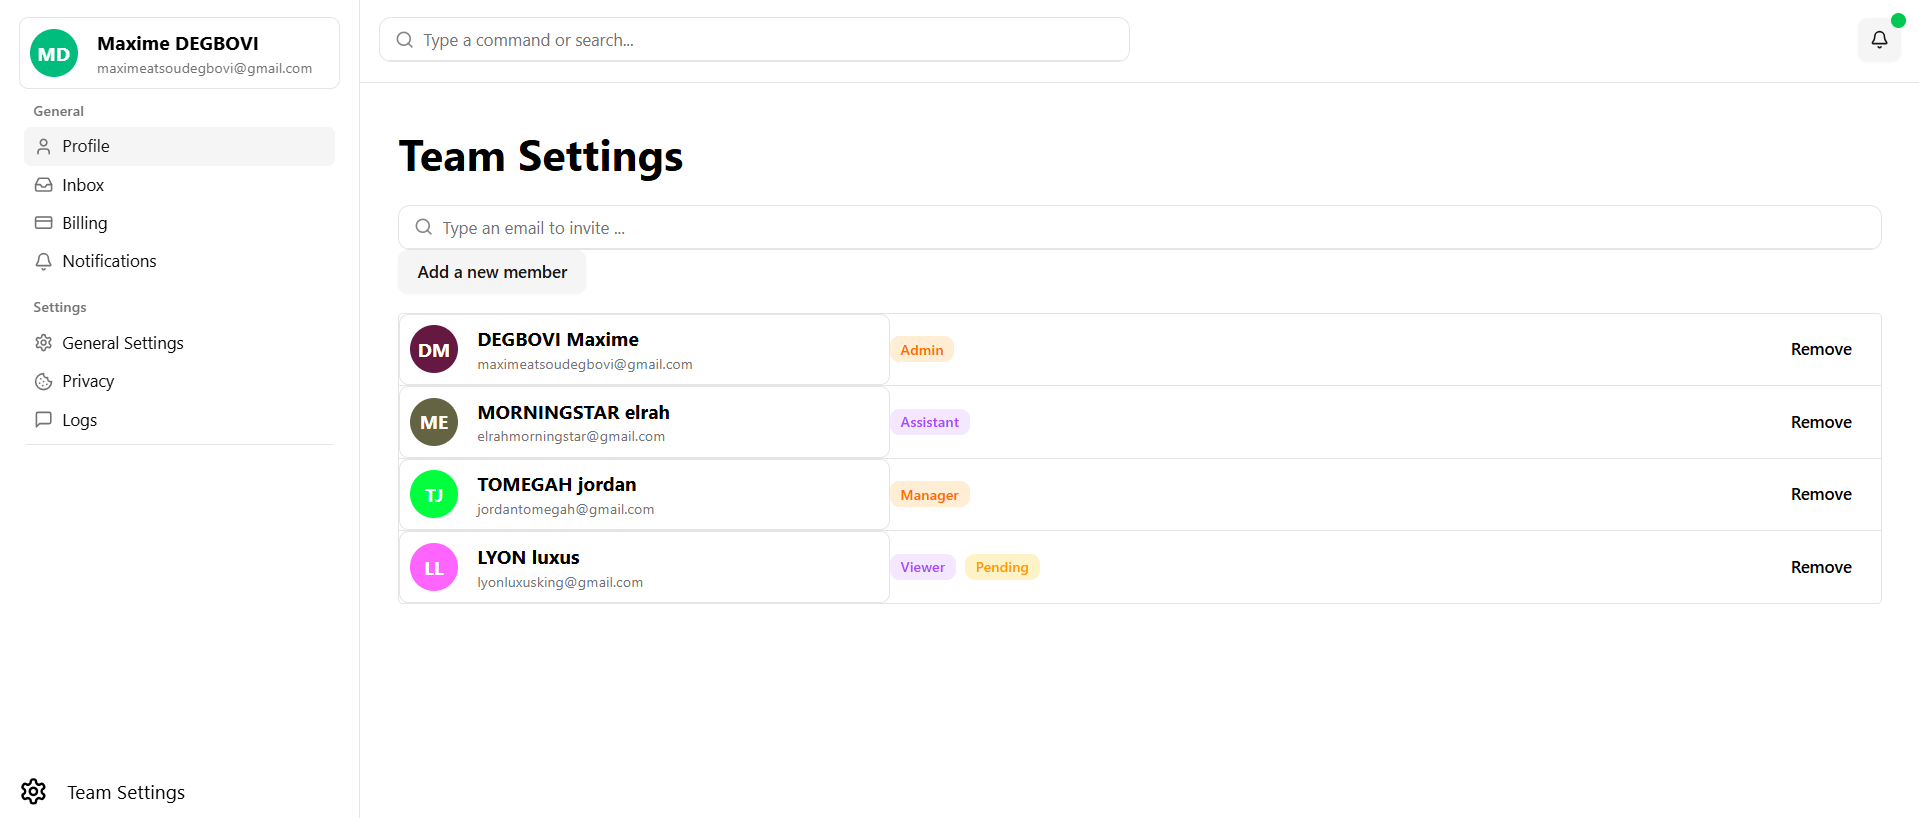 MD
Maxime DEGBOVI
maximeatsoudegbovi@gmail.com
General
Profile
Inbox
Billing
Notifications
Settings
General Settings
Privacy
Logs
Team Settings
Type a command or search...
Team Settings
Type an email to invite ...
Add a new member
DM
DEGBOVI Maxime
maximeatsoudegbovi@gmail.com
Admin
Remove
ME
MORNINGSTAR elrah
elrahmorningstar@gmail.com
Assistant
Remove
TJ
TOMEGAH jordan
jordantomegah@gmail.com
Manager
Remove
LL
LYON luxus
lyonluxusking@gmail.com
Viewer
Pending
Remove